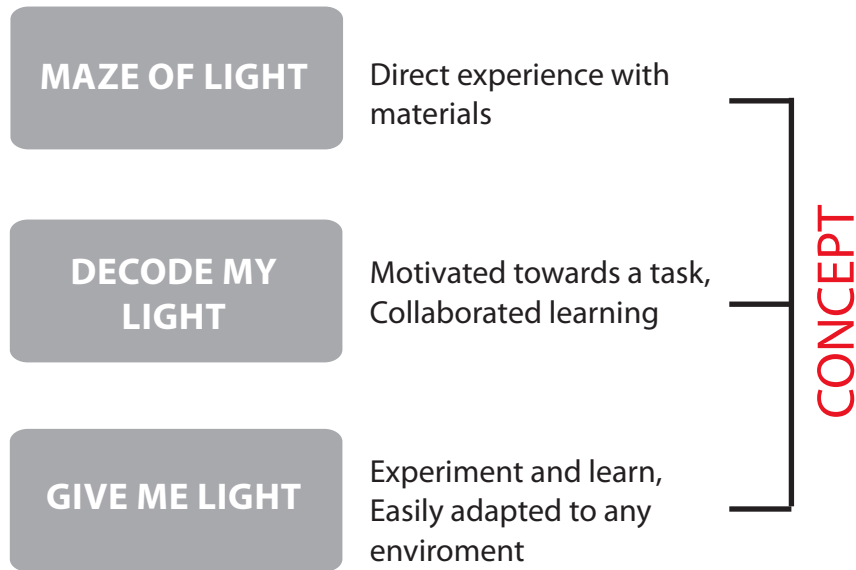 MAZE OF LIGHT
Direct experience with
materials
DECODE MY
LIGHT
Motivated towards a task,
Collaborated learning
GIVE ME LIGHT
Experiment and learn,
Easily adapted to any
enviroment
CONCEPT